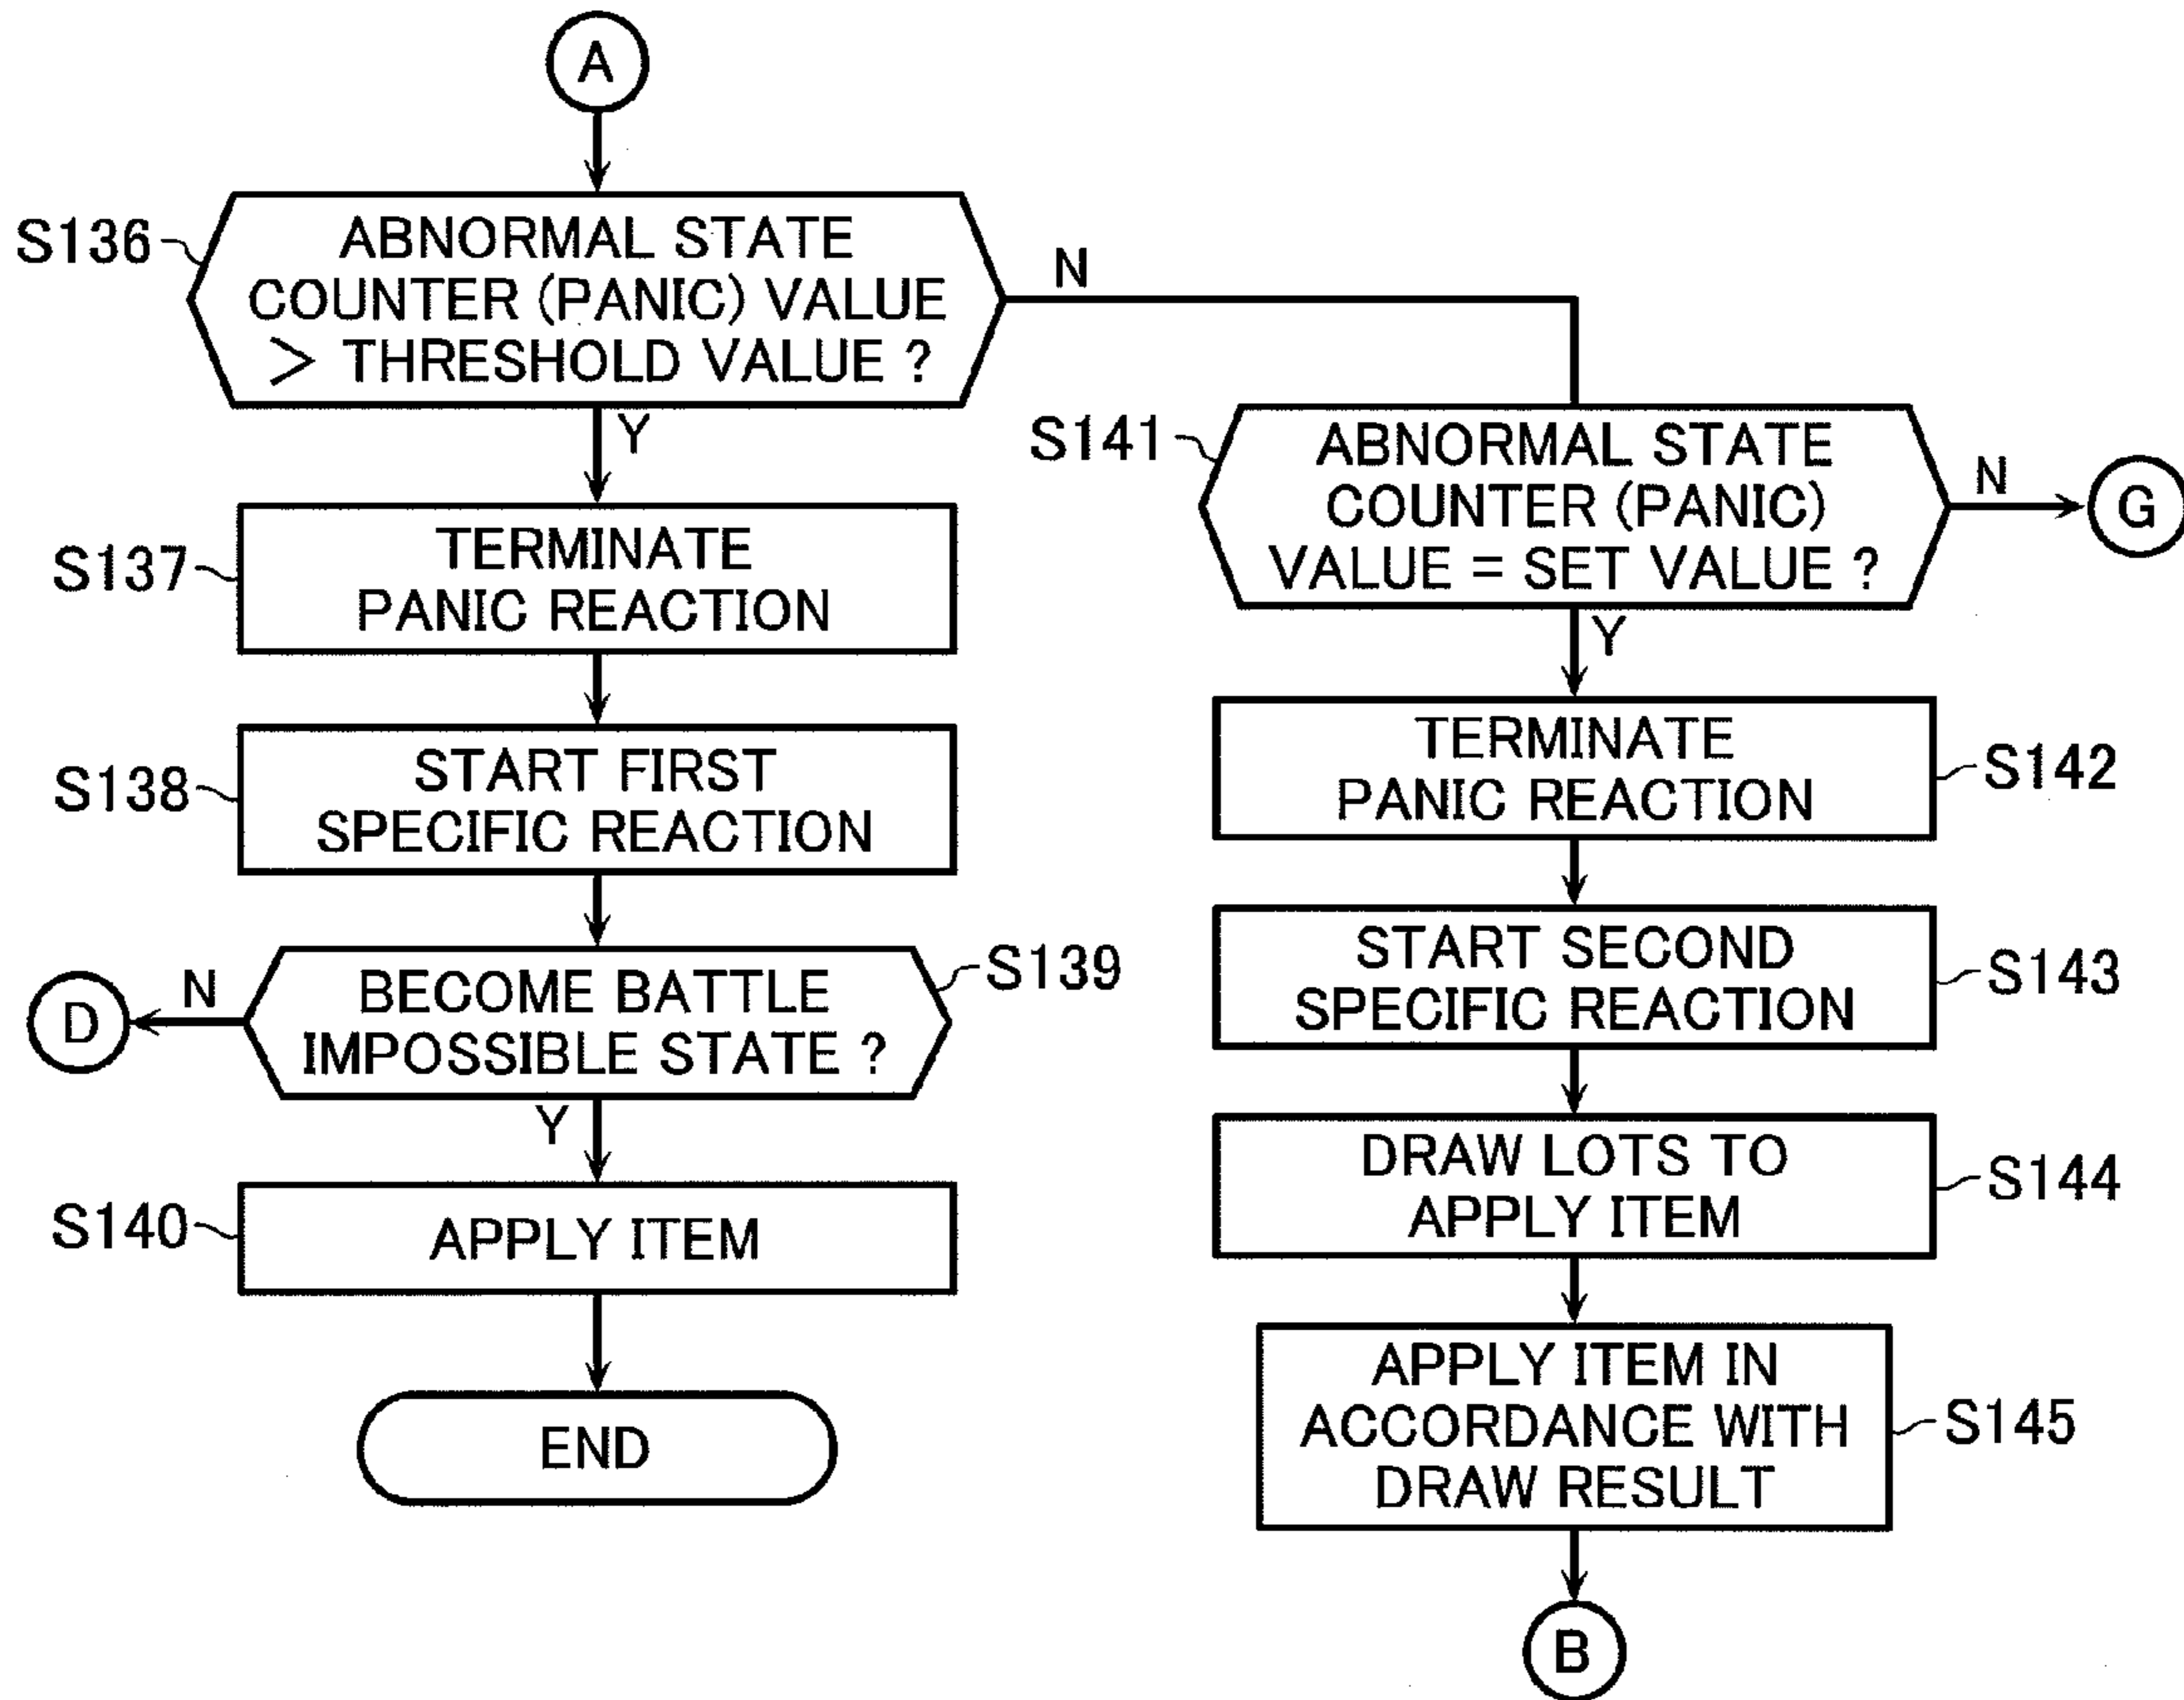 A
S136
ABNORMAL STATE
COUNTER (PANIC) VALUE
> THRESHOLD VALUE ?
N
Y
S137
TERMINATE
PANIC REACTION
S138
START FIRST
SPECIFIC REACTION
S139
BECOME BATTLE
IMPOSSIBLE STATE ?
N
D
Y
S140
APPLY ITEM
END
S141
ABNORMAL STATE
COUNTER (PANIC)
VALUE = SET VALUE ?
N
G
Y
TERMINATE
PANIC REACTION
S142
START SECOND
SPECIFIC REACTION
S143
DRAW LOTS TO
APPLY ITEM
S144
APPLY ITEM IN
ACCORDANCE WITH
DRAW RESULT
S145
B